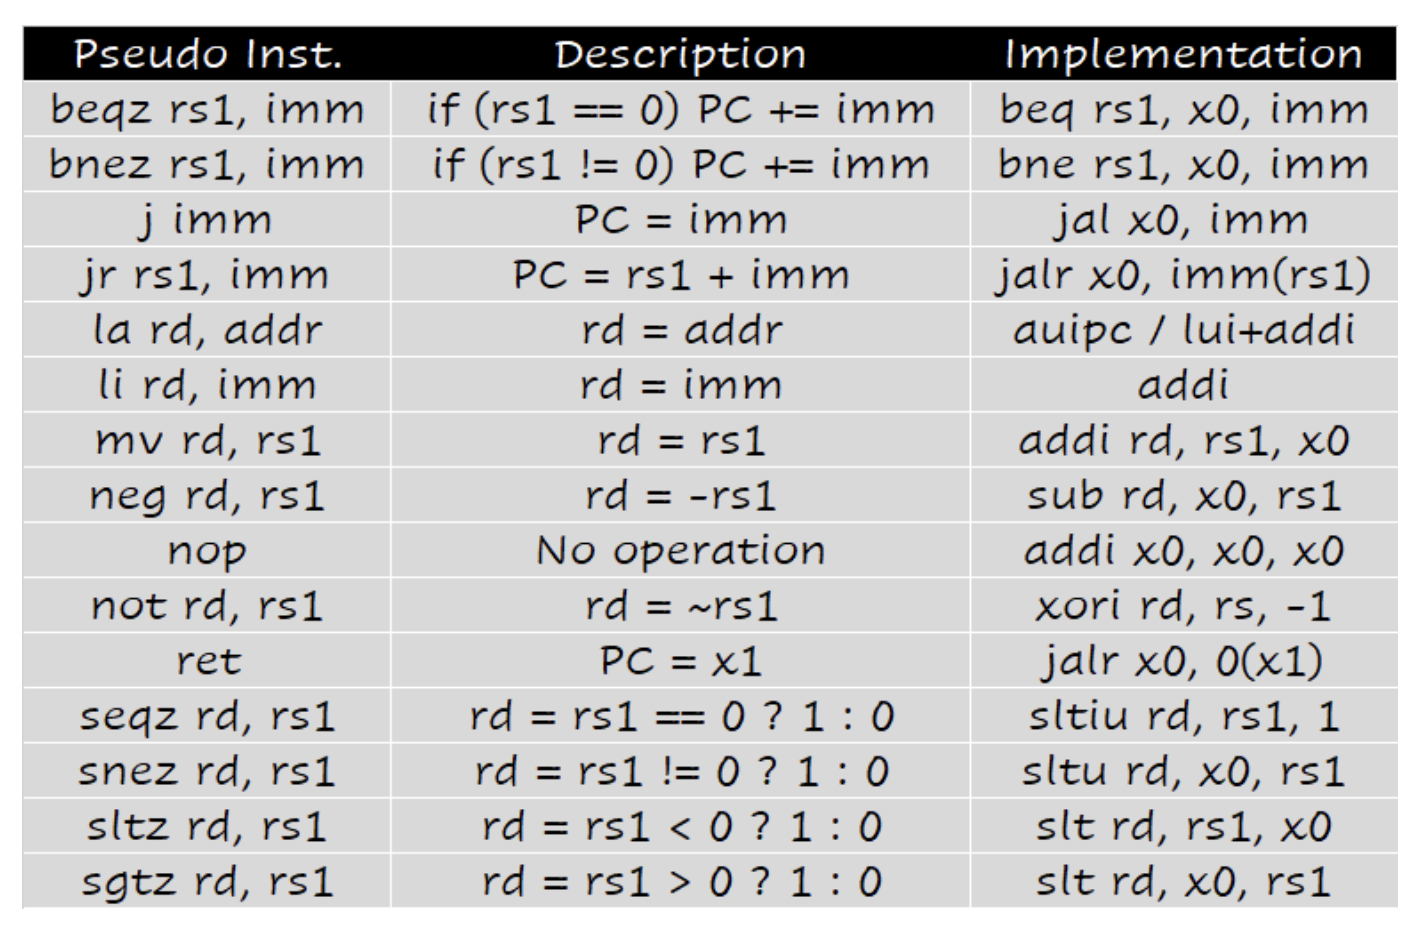 Pseudo Inst. Description Implementation
beqz rs1, imm if (rs1 == 0) PC += imm beq rs1, x0, imm
bnez rs1, imm if (rs1 != 0) PC += imm bne rs1, x0, imm
j imm PC = imm jal x0, imm
jr rs1, imm PC = rs1 + imm jalr x0, imm(rs1)
la rd, addr rd = addr auipc / lui+addi
li rd, imm rd = imm addi
mv rd, rs1 rd = rs1 addi rd, rs1, x0
neg rd, rs1 rd = -rs1 sub rd, x0, rs1
nop No operation addi x0, x0, x0
not rd, rs1 rd = ~rs1 xori rd, rs, -1
ret PC = x1 jalr x0, 0(x1)
seqz rd, rs1 rd = rs1 == 0 ? 1 : 0 sltiu rd, rs1, 1
snez rd, rs1 rd = rs1 != 0 ? 1 : 0 sltu rd, x0, rs1
sltz rd, rs1 rd = rs1 < 0 ? 1 : 0 slt rd, rs1, x0
sgtz rd, rs1 rd = rs1 > 0 ? 1 : 0 slt rd, x0, rs1